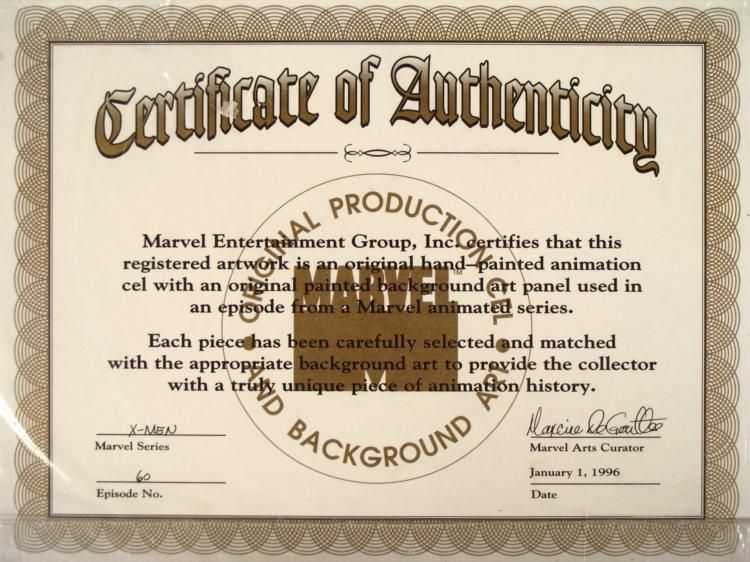 Certificate of Authenticity
ORIGINAL PRODUCTION CEL
AND BACKGROUND ART
MARVEL™
Marvel Entertainment Group, Inc. certifies that this
registered artwork is an original hand–painted animation
cel with an original painted background art panel used in
an episode from a Marvel animated series.
Each piece has been carefully selected and matched
with the appropriate background art to provide the collector
with a truly unique piece of animation history.
X-MEN
Marvel Series
60
Episode No.
Marvel Arts Curator
January 1, 1996
Date